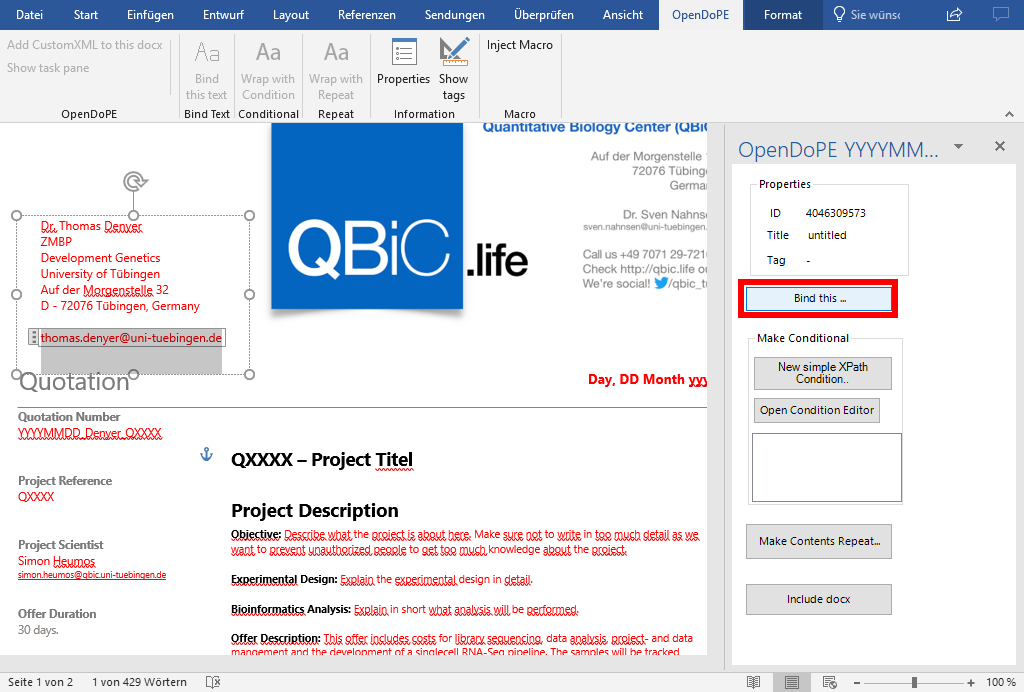 Datei Start Einfügen Entwurf Layout Referenzen Sendungen Überprüfen Ansicht OpenDoPE Format Sie wünsc
Add CustomXML to this docx
Show task pane
OpenDoPE
Aa
Bind
this text
Bind Text
Aa
Wrap with
Condition
Conditional
Aa
Wrap with
Repeat
Repeat
Properties
Show
tags
Information
Inject Macro
Macro
Dr. Thomas Denyer
ZMBP
Development Genetics
University of Tübingen
Auf der Morgenstelle 32
D - 72076 Tübingen, Germany
thomas.denyer@uni-tuebingen.de
QBiC
.life
Quantitative Biology Center (QBiC
Auf der Morgenstelle
72076 Tübing
Germa
Dr. Sven Nahns
sven.nahnsen@uni-tuebingen.
Call us +49 7071 29-721
Check http://qbic.life o
We're social! /qbic_t
Quotation
Day, DD Month yyy
Quotation Number
YYYYMMDD_Denyer_QXXXX
Project Reference
QXXXX
Project Scientist
Simon Heumos
simon.heumos@qbic.uni-tuebingen.de
Offer Duration
30 days.
QXXXX – Project Titel
Project Description
Objective: Describe what the project is about here. Make sure not to write in too much detail as we
want to prevent unauthorized people to get too much knowledge about the project.
Experimental Design: Explain the experimental design in detail.
Bioinformatics Analysis: Explain in short what analysis will be performed.
Offer Description: This offer includes costs for library sequencing, data analysis, project- and data
mangement and the development of a singlecell RNA-Seq pipeline. The samples will be tracked
OpenDoPE YYYYMM...
Properties
ID 4046309573
Title untitled
Tag -
Bind this ...
Make Conditional
New simple XPath
Condition..
Open Condition Editor
Make Contents Repeat...
Include docx
Seite 1 von 2 1 von 429 Wörtern 100 %